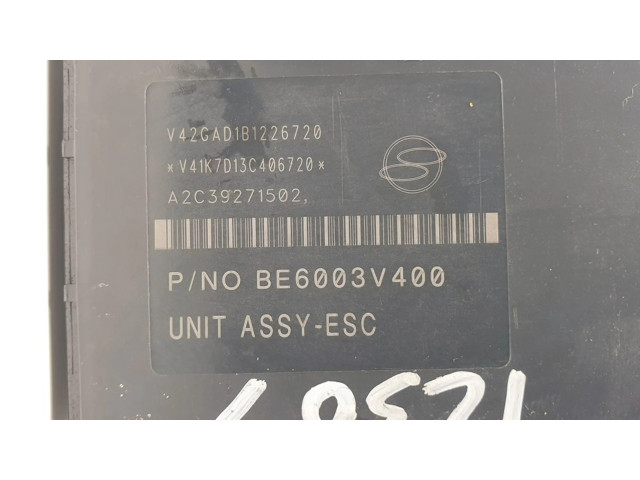 V42GAD1B1226720
*V41K7D13C406720*
A2C39271502,
P/NO BE6003V400
UNIT ASSY-ESC